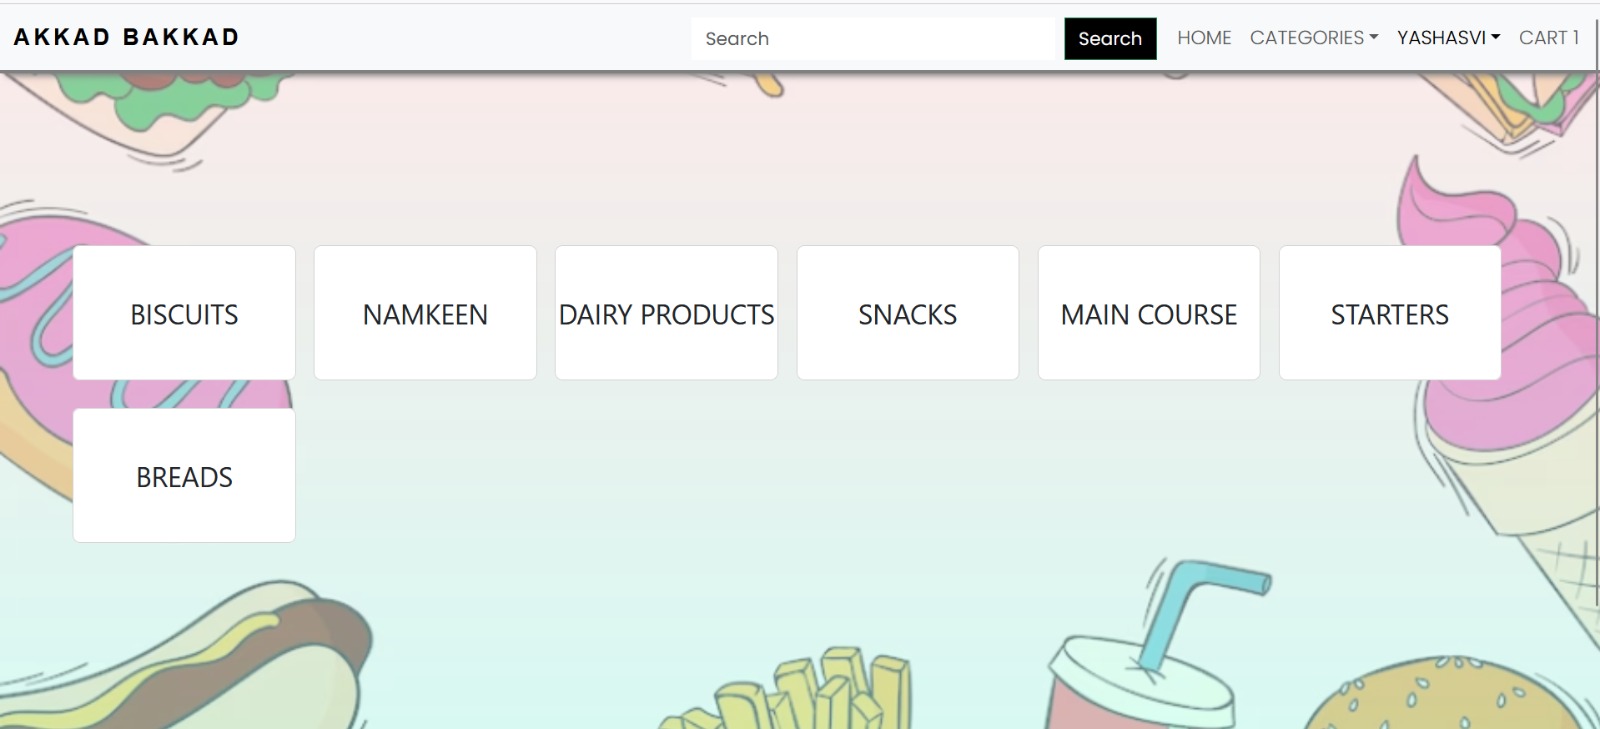 AKKAD BAKKAD
Search Search HOME CATEGORIES YASHASVI CART 1
BISCUITS NAMKEEN DAIRY PRODUCTS SNACKS MAIN COURSE STARTERS
BREADS